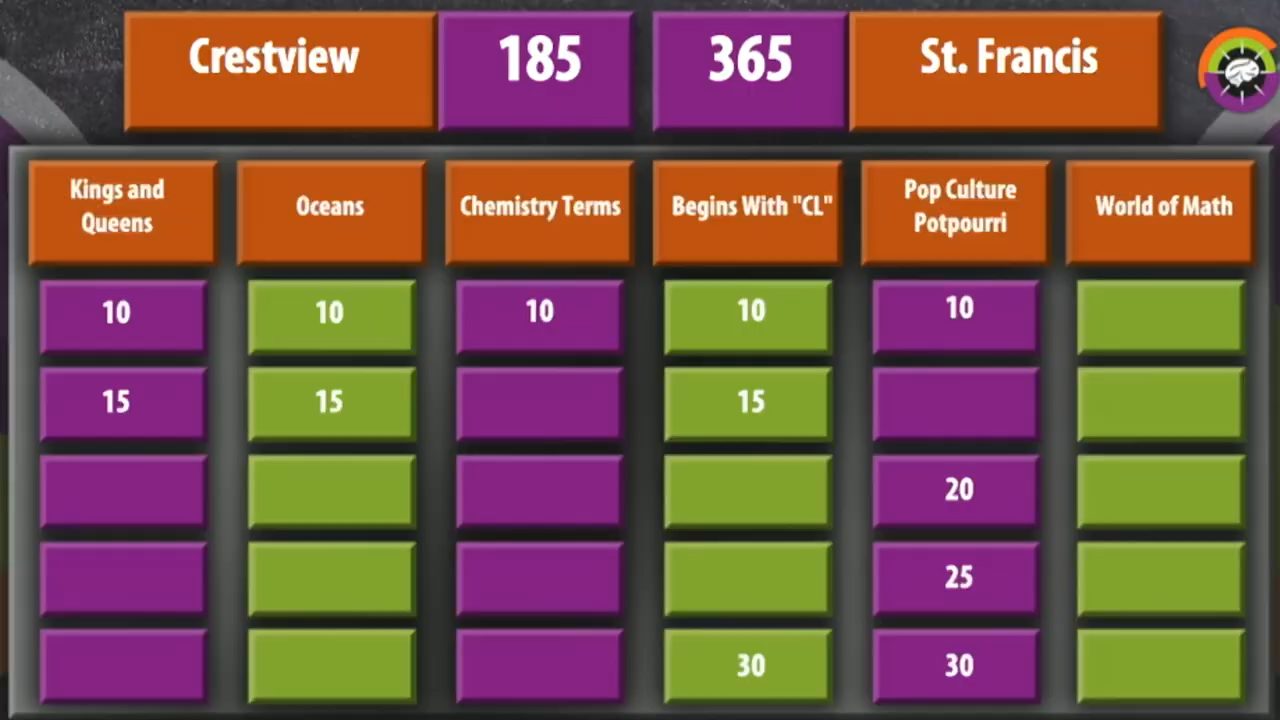 Crestview
185
365
St. Francis
Kings and
Queens
Oceans
Chemistry Terms
Begins With "CL"
Pop Culture
Potpourri
World of Math
10
10
10
10
10
15
15
15
20
25
30
30